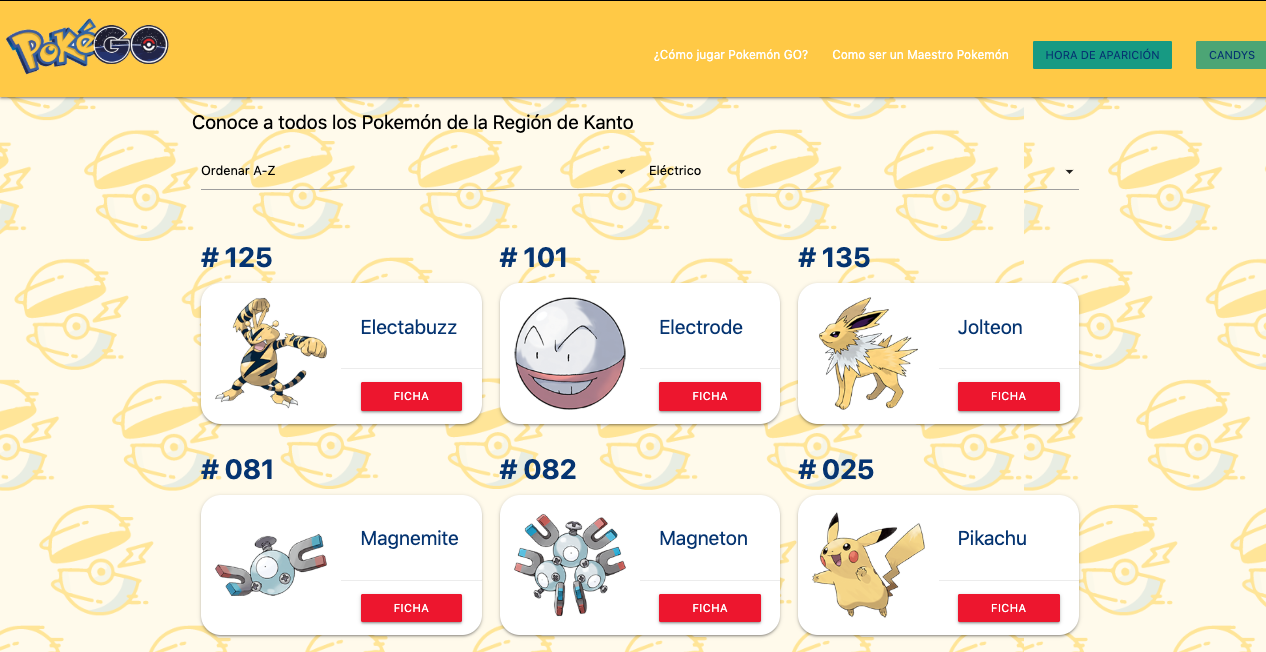 PokéGO
¿Cómo jugar Pokemón GO? Como ser un Maestro Pokemón HORA DE APARICIÓN CANDYS
Conoce a todos los Pokemón de la Región de Kanto
Ordenar A-Z Eléctrico
# 125 # 101 # 135
Electabuzz Electrode Jolteon
FICHA FICHA FICHA
# 081 # 082 # 025
Magnemite Magneton Pikachu
FICHA FICHA FICHA